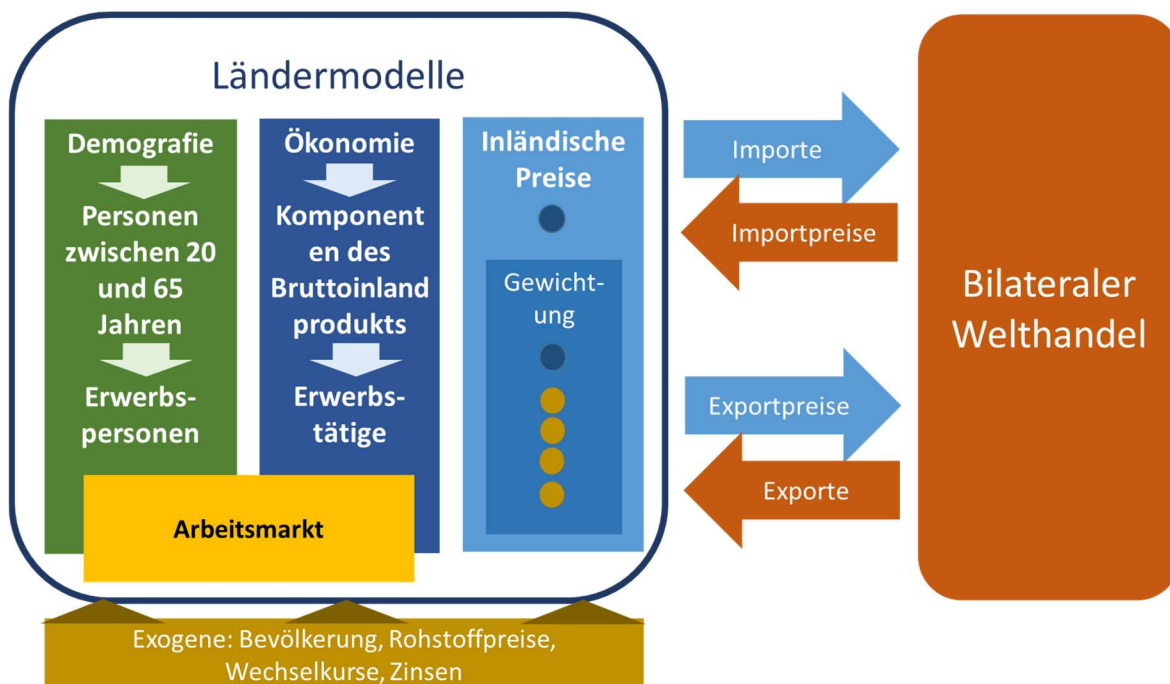 Ländermodelle
Demografie
Personen
zwischen 20
und 65
Jahren
Erwerbs-
personen
Ökonomie
Komponent
en des
Bruttoinland
produkts
Erwerbs-
tätige
Inländische
Preise
Gewicht-
ung
Arbeitsmarkt
Exogene: Bevölkerung, Rohstoffpreise,
Wechselkurse, Zinsen
Importe
Importpreise
Exportpreise
Exporte
Bilateraler
Welthandel